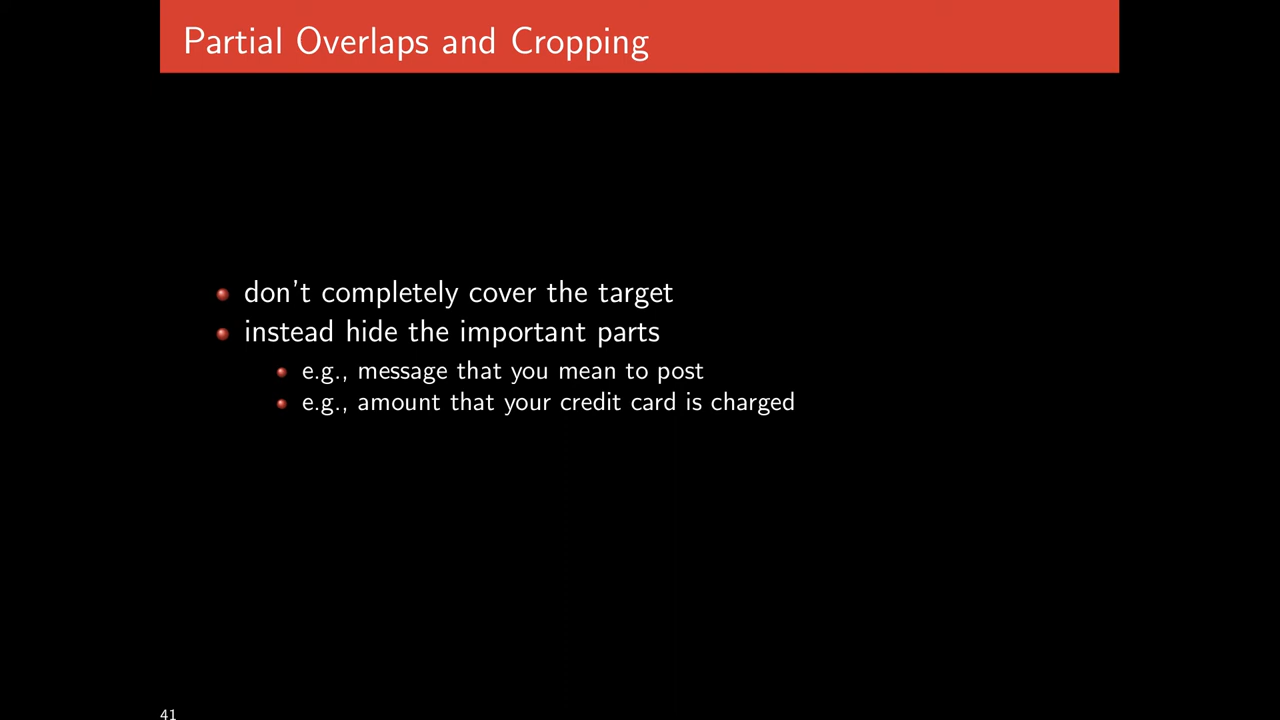 Partial Overlaps and Cropping
don't completely cover the target
instead hide the important parts
e.g., message that you mean to post
e.g., amount that your credit card is charged
41